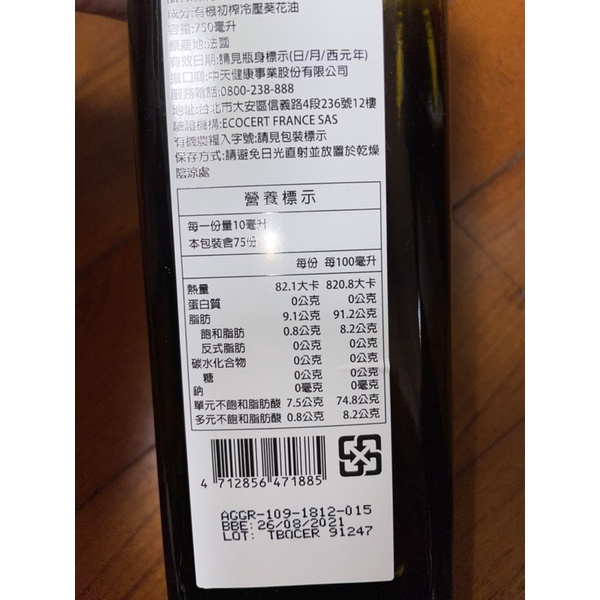 成分:有機初榨冷壓葵花油
容量:750毫升
原產地:法國
有效日期:請見瓶身標示(日/月/西元年)
進口商:中天健康事業股份有限公司
服務電話:0800-238-888
地址:台北市大安區信義路4段236號12樓
驗證機構:ECOCERT FRANCE SAS
有機農糧入字號:請見包裝標示
保存方式:請避免日光直射並放置於乾燥
陰涼處
營養標示
每一份量10毫升
本包裝含75份
每份 每100毫升
熱量 82.1大卡 820.8大卡
蛋白質 0公克 0公克
脂肪 9.1公克 91.2公克
飽和脂肪 0.8公克 8.2公克
反式脂肪 0公克 0公克
碳水化合物 0公克 0公克
糖 0公克 0公克
鈉 0毫克 0毫克
單元不飽和脂肪酸 7.5公克 74.8公克
多元不飽和脂肪酸 0.8公克 8.2公克
4 712856 471885
AGGR-109-1812-015
BBE:26/08/2021
LOT: TBOCER 91247